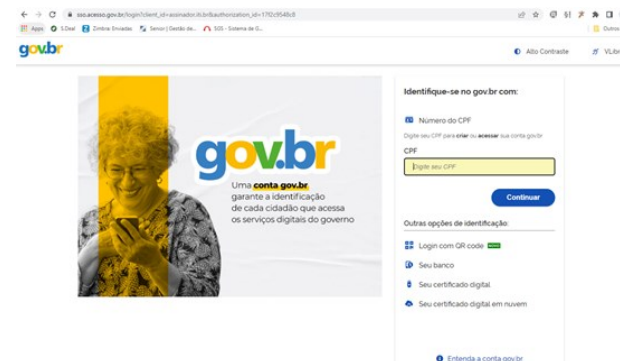 sso.acesso.gov.br/login?client_id=assinador.iti.br&authorization_id=17f2c9548c8
Apps S.Deal Zimbra: Enviadas Senior | Gestão de... SOS - Sistema de G... Outros
gov.br
Alto Contraste VLibr
Identifique-se no gov.br com:
Número do CPF
Digite seu CPF para criar ou acessar sua conta gov.br
CPF
Digite seu CPF
Continuar
gov.br
Uma conta gov.br
garante a identificação
de cada cidadão que acessa
os serviços digitais do governo
Outras opções de identificação:
Login com QR code NOVO
Seu banco
Seu certificado digital
Seu certificado digital em nuvem
Entenda a conta gov.br